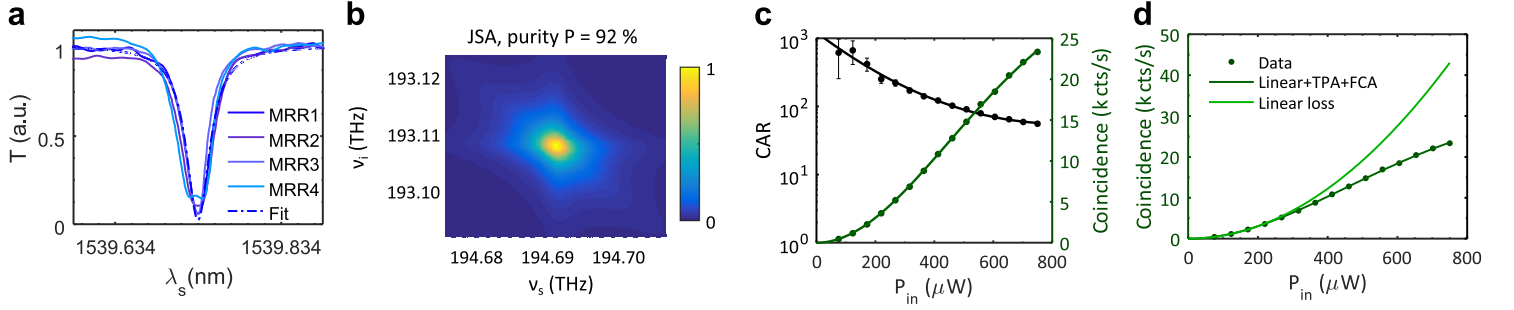 a
1
T (a.u.)
0.5
0
MRR1
MRR2
MRR3
MRR4
Fit
1539.634
1539.834
λs(nm)
b
JSA, purity P = 92 %
νi (THz)
193.12
193.11
193.10
194.68
194.69
194.70
νs (THz)
1
0
c
CAR
10³
10²
10¹
10⁰
0
200
400
600
800
Pin (μW)
25
20
15
10
5
0
Coincidence (k cts/s)
d
Coincidence (k cts/s)
50
40
30
20
10
0
Data
Linear+TPA+FCA
Linear loss
0
200
400
600
800
Pin (μW)